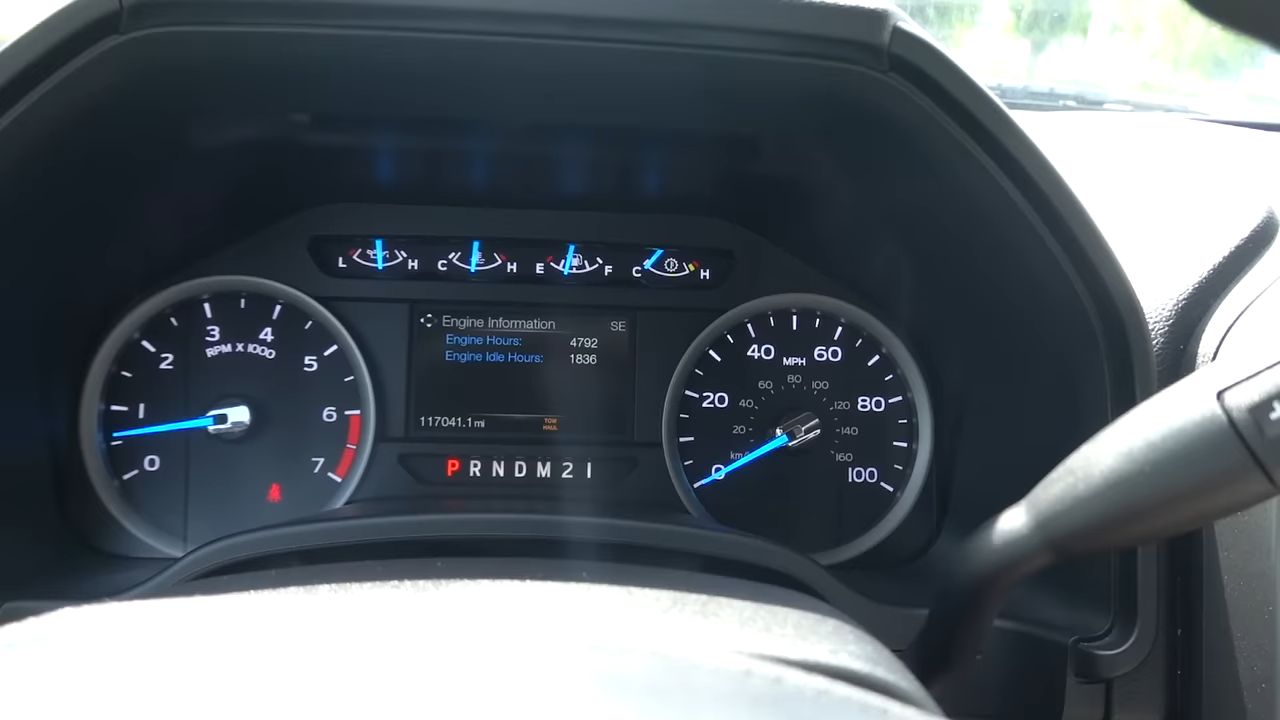 L H C H E F C H
Engine Information SE
Engine Hours: 4792
Engine Idle Hours: 1836
117041.1 mi
TOW
HAUL
P R N D M 2 1
0 1 2 3 4 5 6 7
RPM X 1000
0 20 40 60 80 100
MPH
20 40 60 80 100 120 140 160
km/